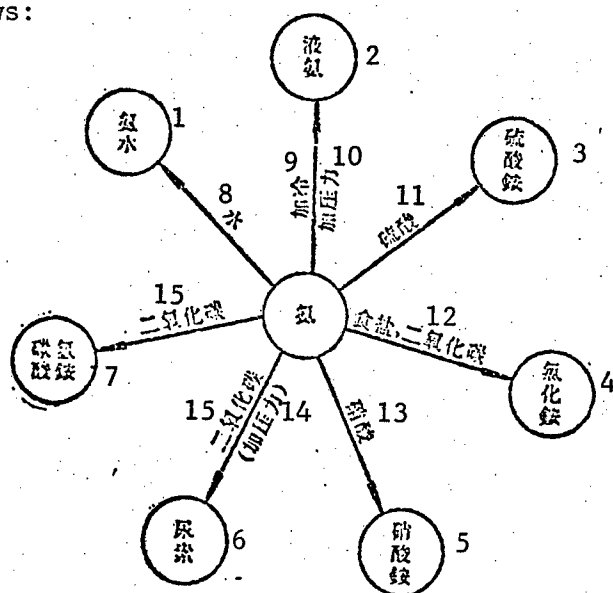 ws:
液氨
2
氨水
1
硫酸铵
3
9
加冷
10
加压力
8
水
11
硫酸
氨
15
二氧化碳
12
食盐,二氧化碳
碳酸氢铵
7
氯化铵
4
15
二氧化碳
14
(加压力)
13
硝酸
尿素
6
硝酸铵
5